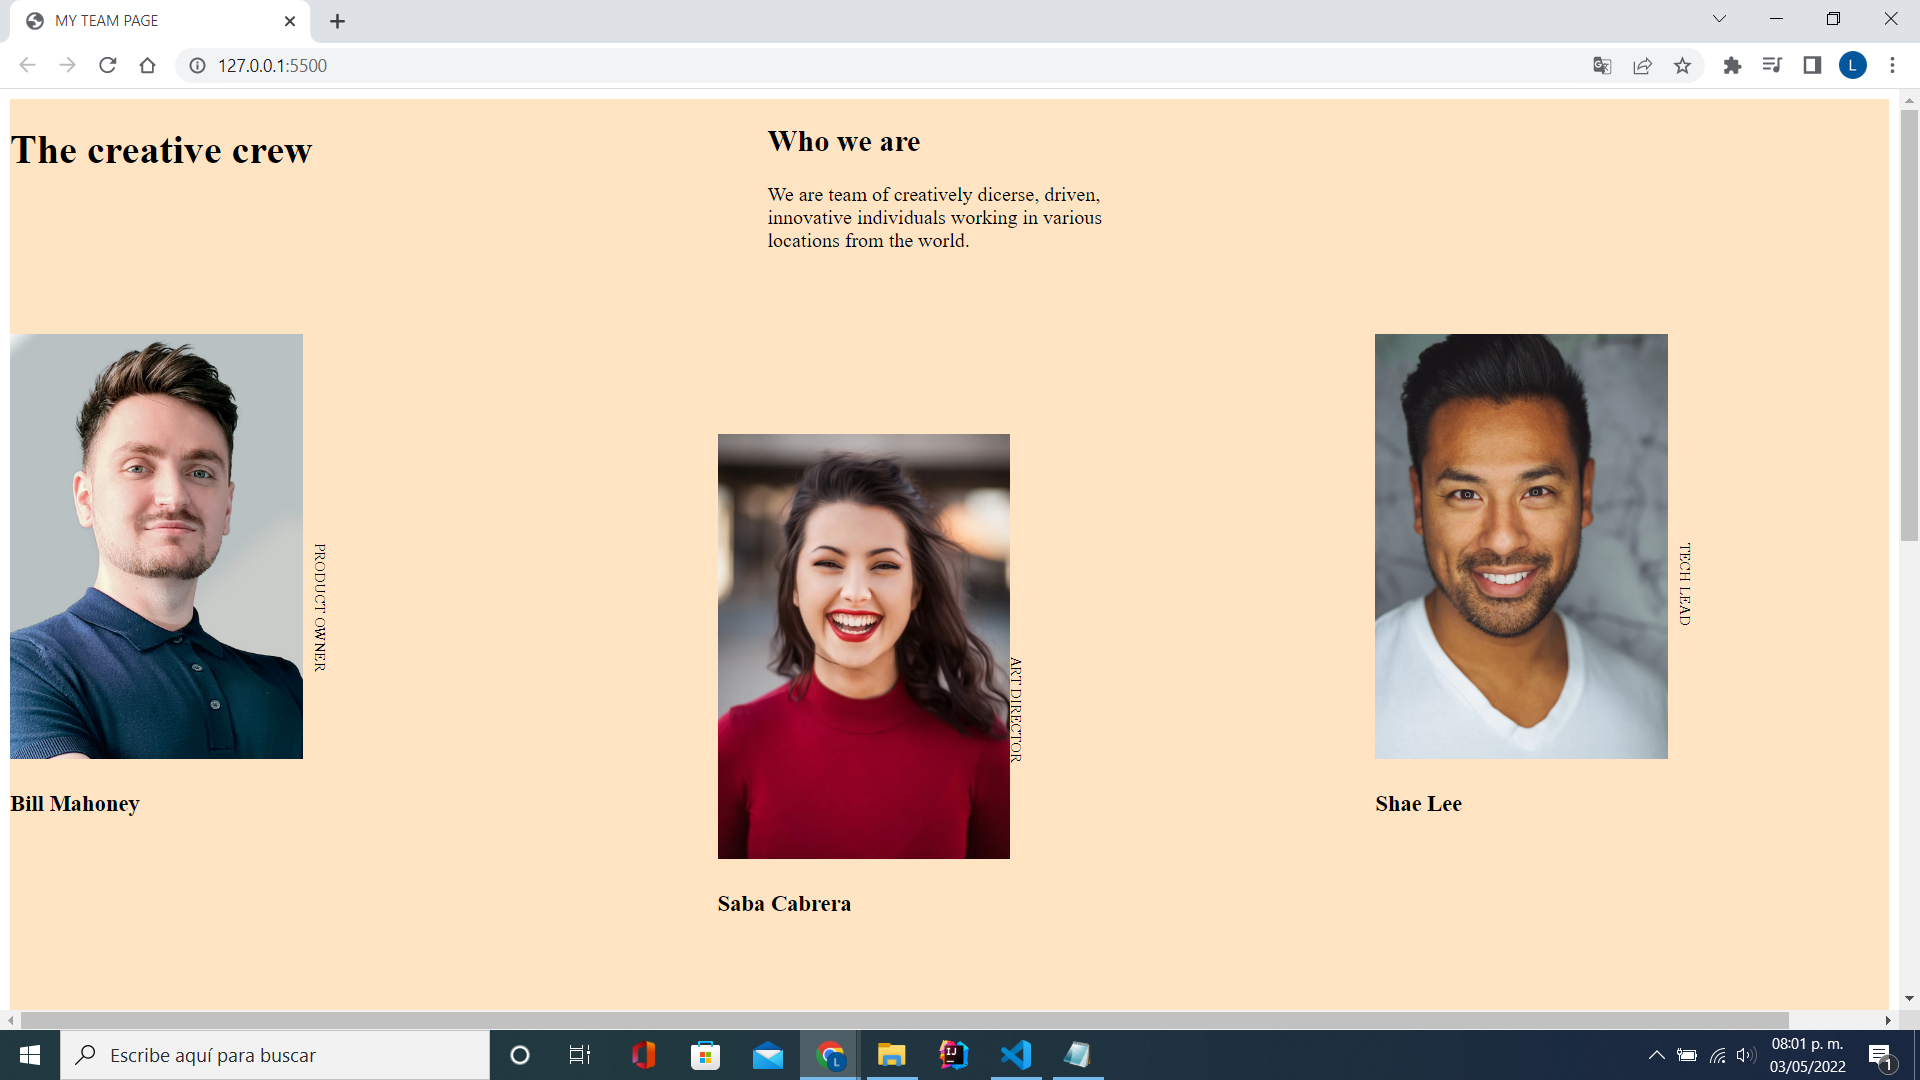 MY TEAM PAGE
127.0.0.1:5500
L
The creative crew
Who we are
We are team of creatively dicerse, driven,
innovative individuals working in various
locations from the world.
PRODUCT OWNER
Bill Mahoney
ART DIRECTOR
Saba Cabrera
TECH LEAD
Shae Lee
Escribe aquí para buscar
L
IJ
08:01 p. m.
03/05/2022
1